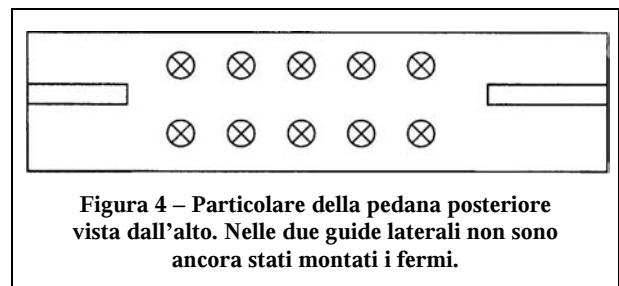 Figura 4 – Particolare della pedana posteriore
vista dall'alto. Nelle due guide laterali non sono
ancora stati montati i fermi.